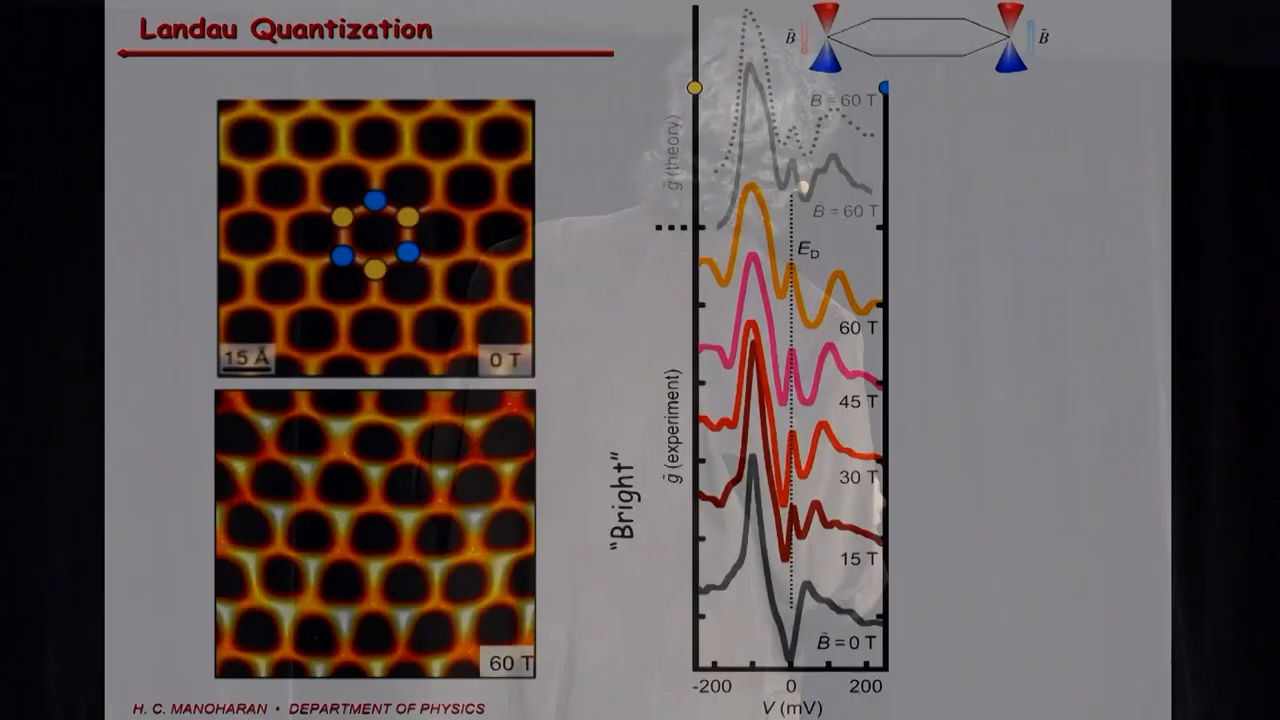 Landau Quantization
15 Å
0 T
60 T
"Bright"
g̃ (theory)
g̃ (experiment)
B̃
B̃
B = 60 T
B = 60 T
E_D
60 T
45 T
30 T
15 T
B̃ = 0 T
-200 0 200
V (mV)
H. C. MANOHARAN • DEPARTMENT OF PHYSICS